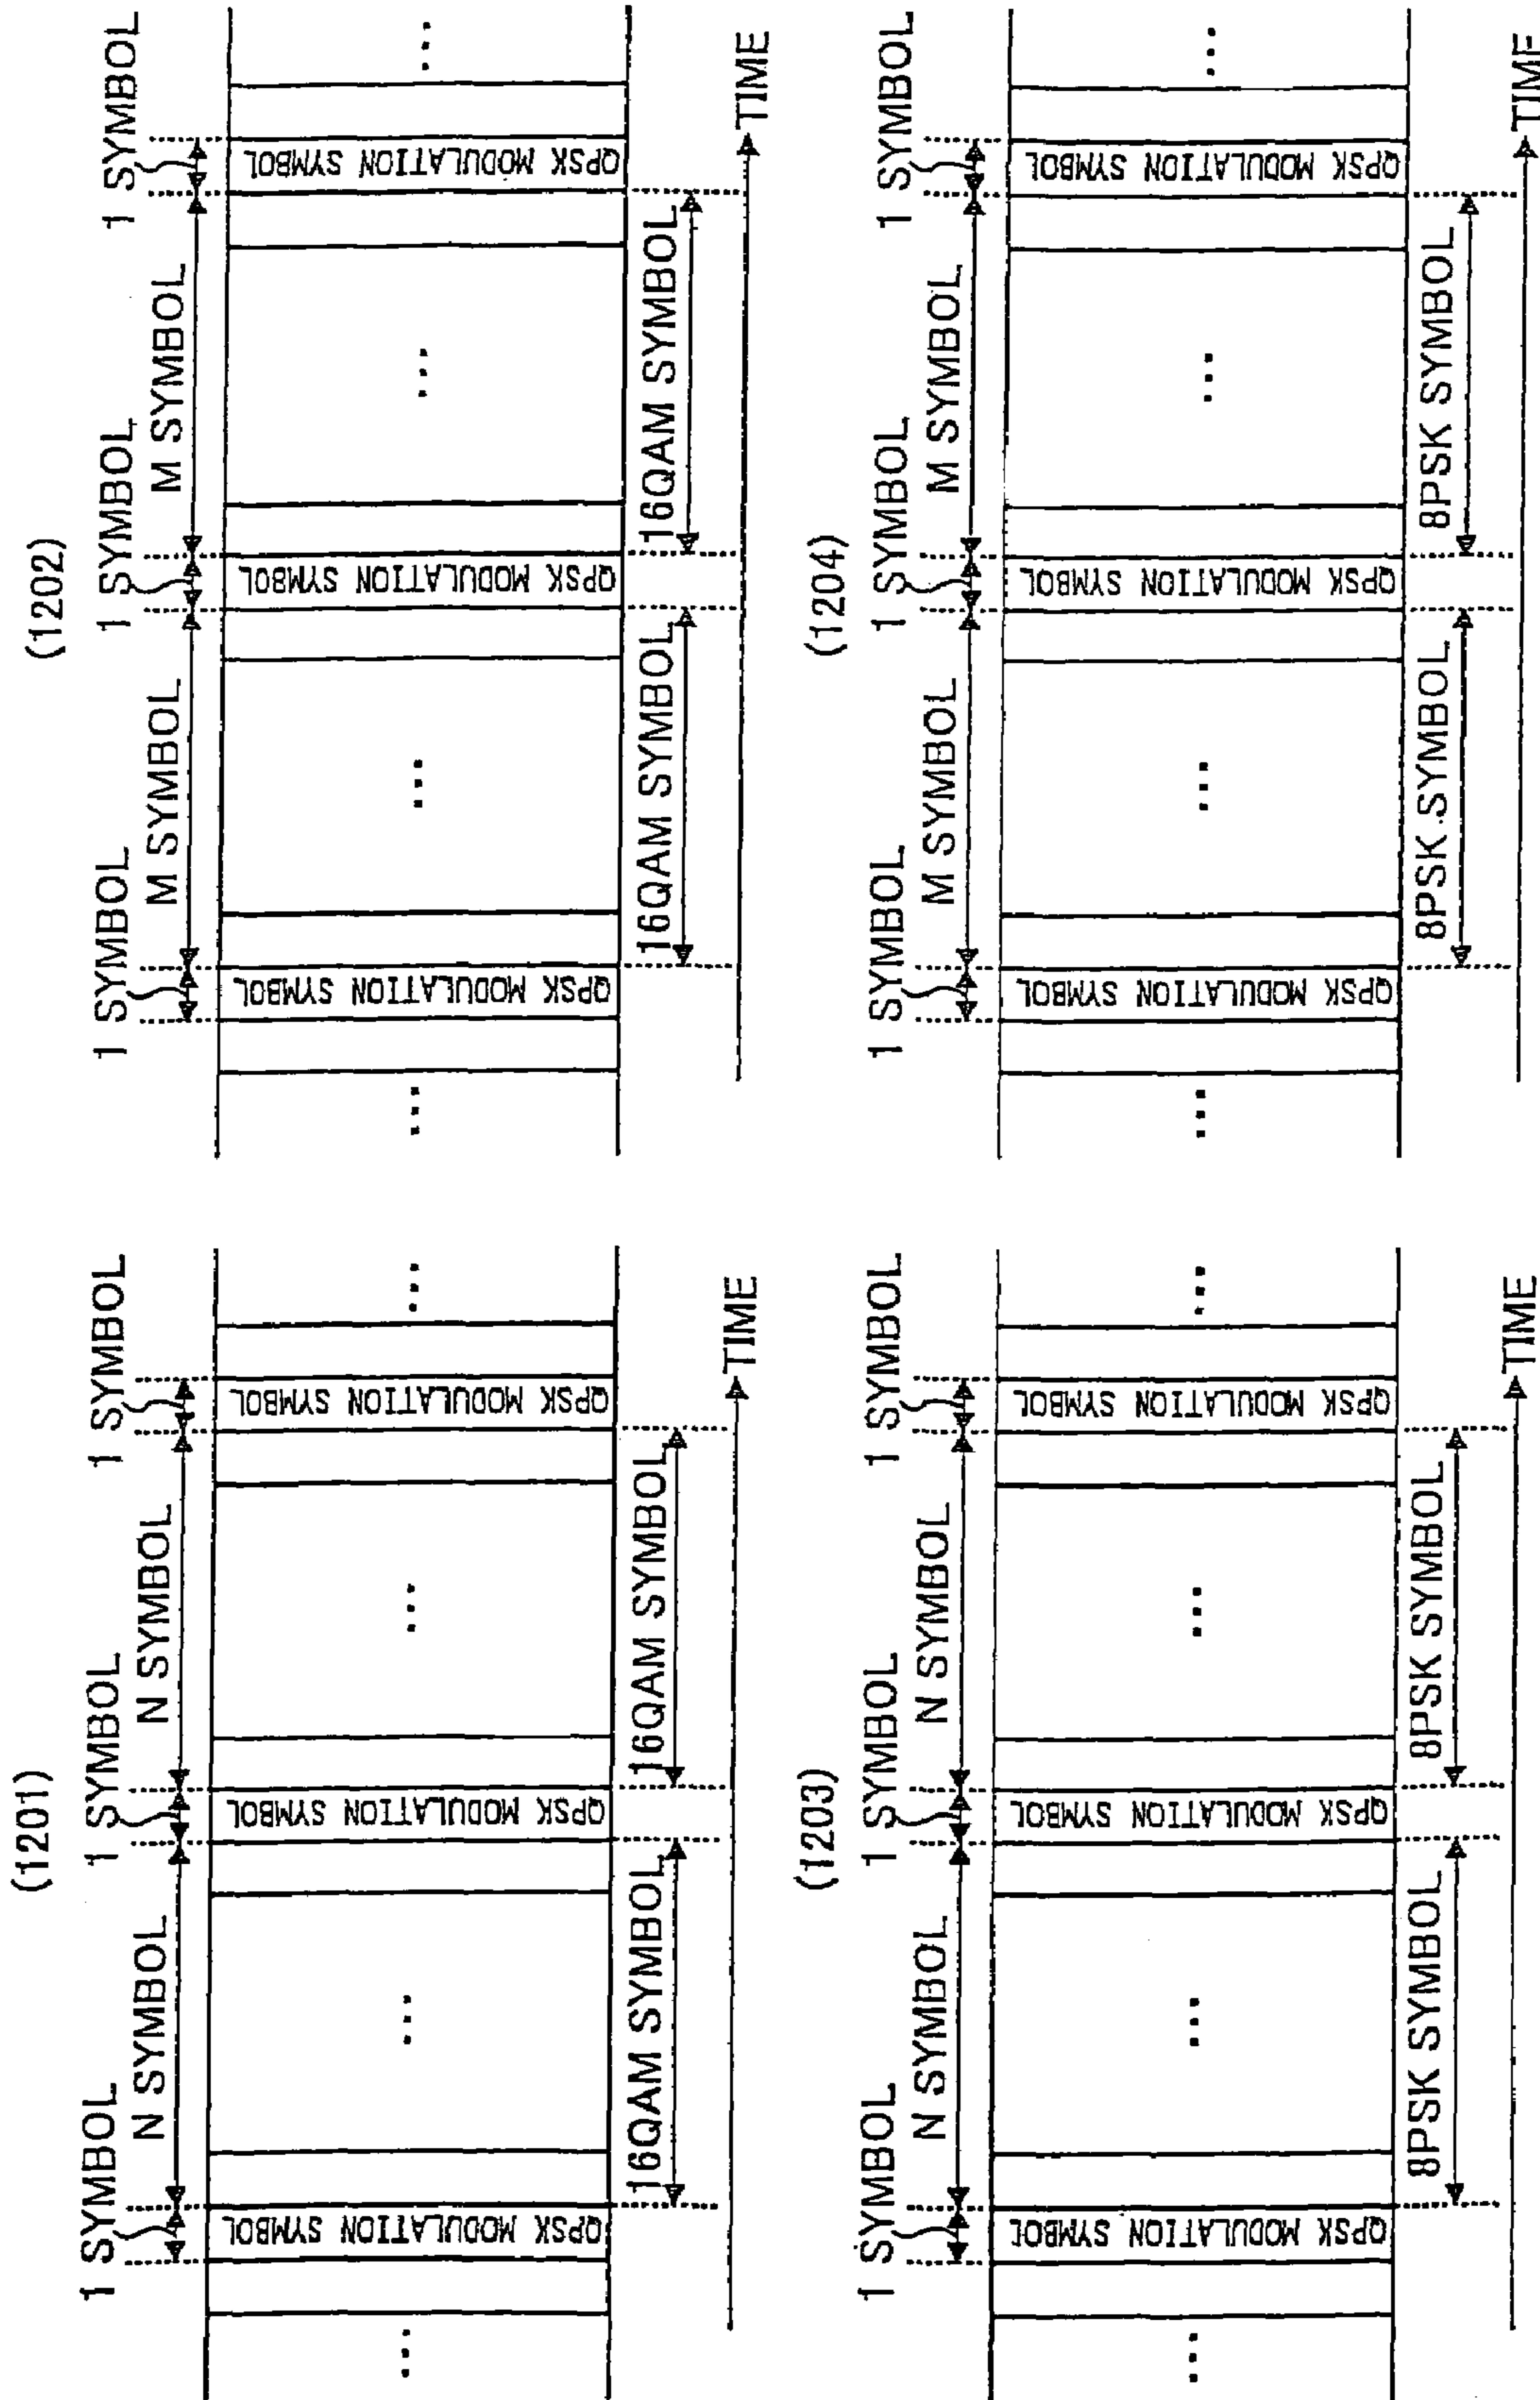 (1201)
1 SYMBOL 1 SYMBOL 1 SYMBOL
N SYMBOL N SYMBOL
QPSK MODULATION SYMBOL
QPSK MODULATION SYMBOL
QPSK MODULATION SYMBOL
16QAM SYMBOL 16QAM SYMBOL
TIME
(1202)
1 SYMBOL 1 SYMBOL 1 SYMBOL
M SYMBOL M SYMBOL
QPSK MODULATION SYMBOL
QPSK MODULATION SYMBOL
QPSK MODULATION SYMBOL
16QAM SYMBOL 16QAM SYMBOL
TIME
(1203)
1 SYMBOL 1 SYMBOL 1 SYMBOL
N SYMBOL N SYMBOL
QPSK MODULATION SYMBOL
QPSK MODULATION SYMBOL
QPSK MODULATION SYMBOL
8PSK SYMBOL 8PSK SYMBOL
TIME
(1204)
1 SYMBOL 1 SYMBOL 1 SYMBOL
M SYMBOL M SYMBOL
QPSK MODULATION SYMBOL
QPSK MODULATION SYMBOL
QPSK MODULATION SYMBOL
8PSK SYMBOL 8PSK SYMBOL
TIME